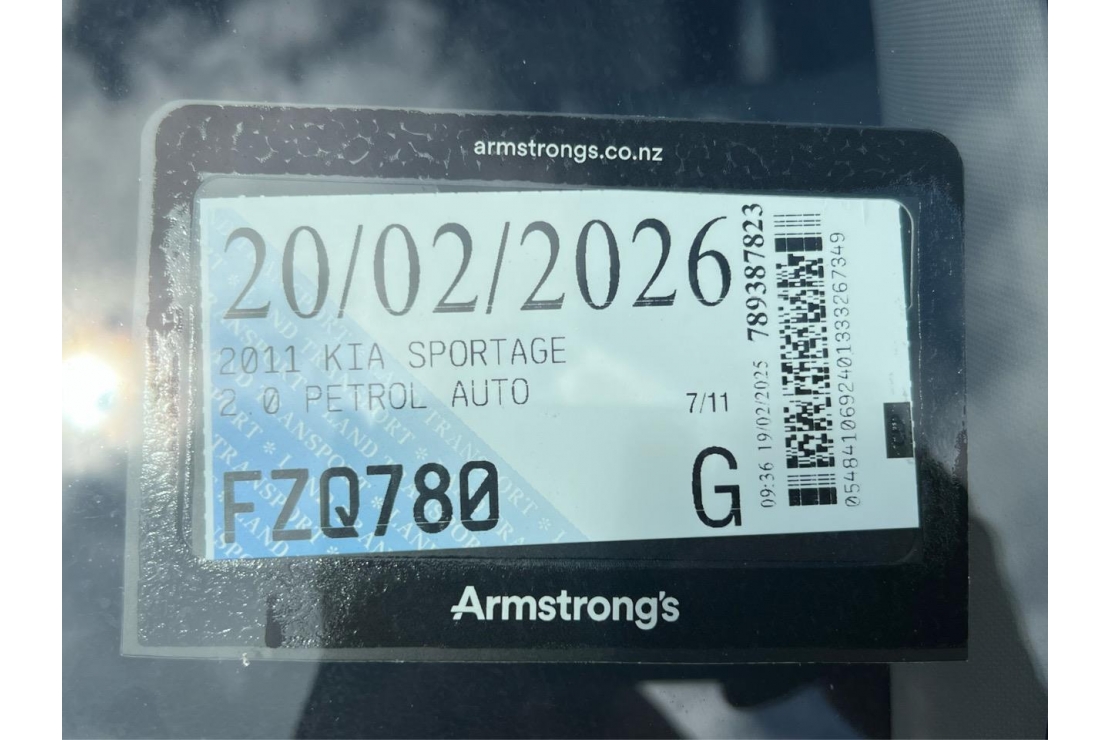 armstrongs.co.nz
20/02/2026
2011 KIA SPORTAGE
2.0 PETROL AUTO
7/11
FZQ780
G
09:36 19/02/2025 789387823
05484106924013333267349
Armstrong's